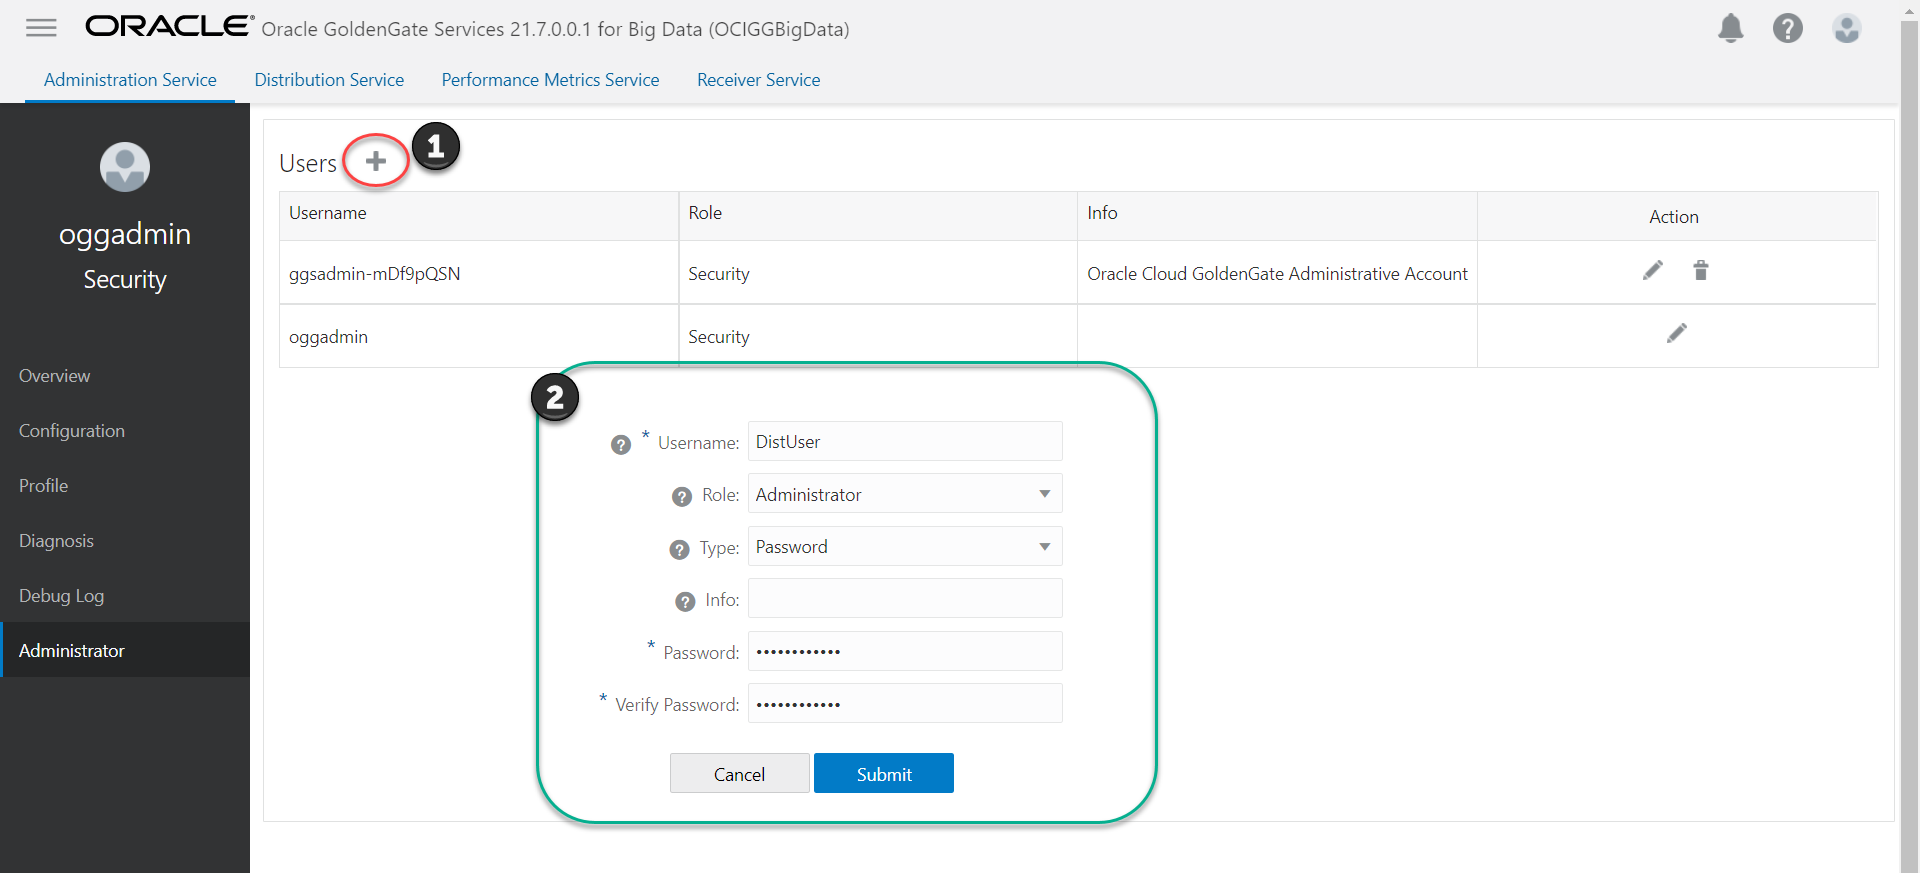 ORACLE® Oracle GoldenGate Services 21.7.0.0.1 for Big Data (OCIGGBigData)
Administration Service Distribution Service Performance Metrics Service Receiver Service
oggadmin
Security
Overview
Configuration
Profile
Diagnosis
Debug Log
Administrator
Users + 1
Username Role Info Action
ggsadmin-mDf9pQSN Security Oracle Cloud GoldenGate Administrative Account
oggadmin Security
2
? * Username: DistUser
? Role: Administrator
? Type: Password
? Info:
* Password: ••••••••••••
* Verify Password: ••••••••••••
Cancel Submit